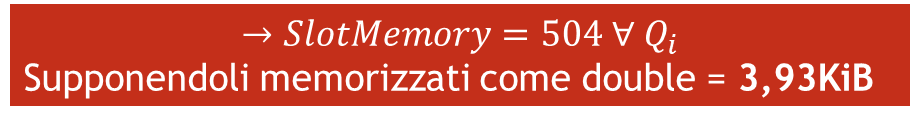 → SlotMemory = 504 ∀ Qᵢ
Supponendoli memorizzati come double = 3,93KiB